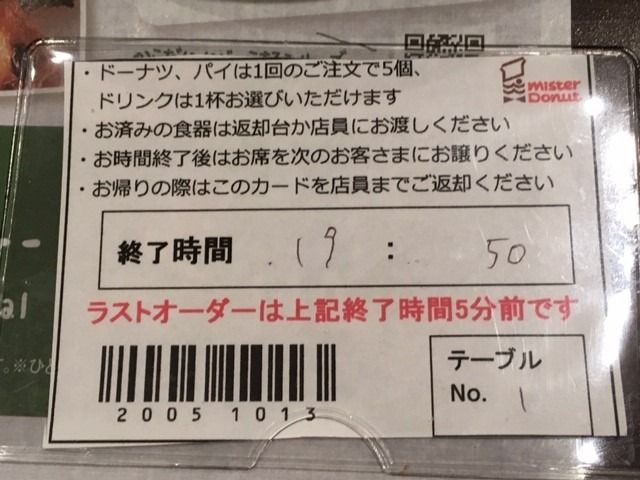 ・ドーナツ、パイは1回のご注文で5個、
ドリンクは1杯お選びいただけます
mister
Donut
・お済みの食器は返却台か店員にお渡しください
・お時間終了後はお席を次のお客さまにお譲りください
・お帰りの際はこのカードを店員までご返却ください
終了時間 19 : 50
ラストオーダーは上記終了時間5分前です
al
す。※ひと
テーブル
No. 1
20051013